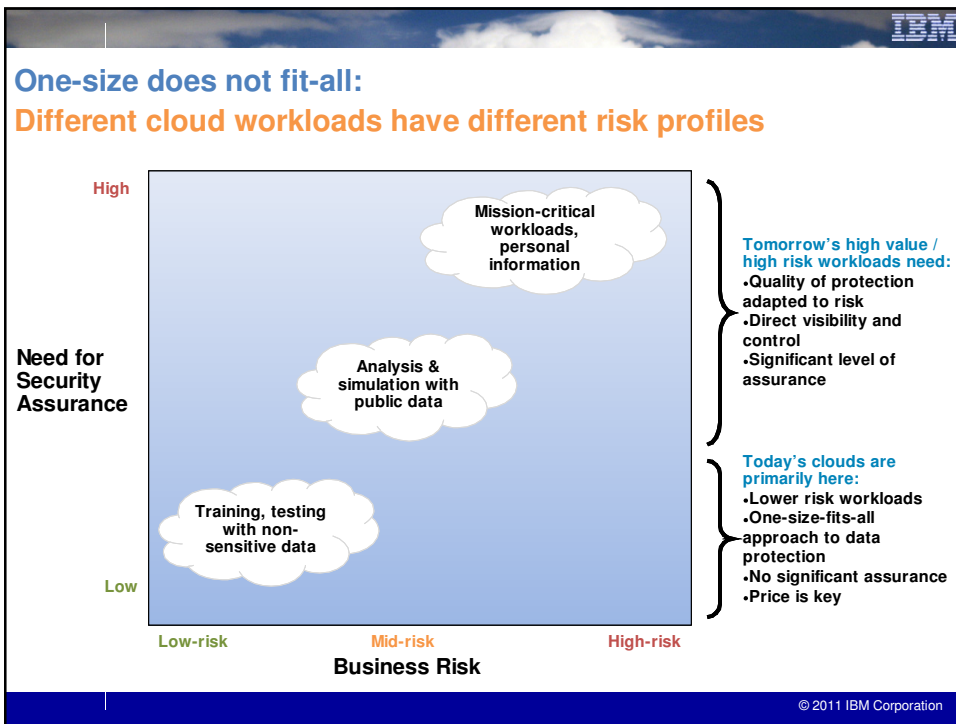 IBM
One-size does not fit-all:
Different cloud workloads have different risk profiles
High
Mission-critical
workloads,
personal
information
Tomorrow's high value /
high risk workloads need:
•Quality of protection
adapted to risk
•Direct visibility and
control
•Significant level of
assurance
Need for
Security
Assurance
Analysis &
simulation with
public data
Today's clouds are
primarily here:
•Lower risk workloads
•One-size-fits-all
approach to data
protection
•No significant assurance
•Price is key
Training, testing
with non-
sensitive data
Low
Low-risk
Mid-risk
High-risk
Business Risk
© 2011 IBM Corporation